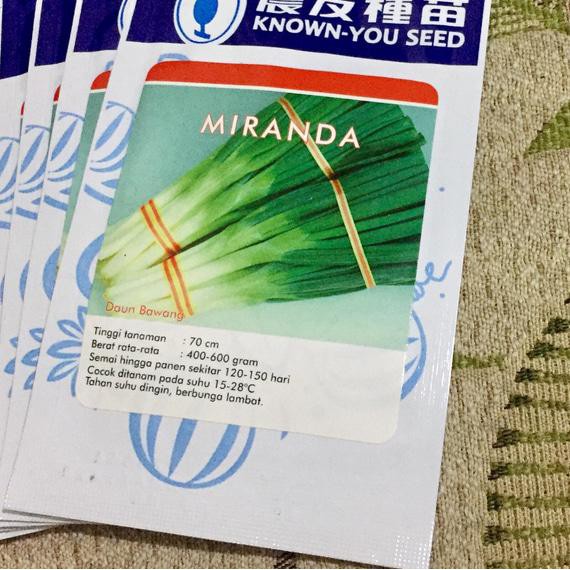 農友種苗
KNOWN-YOU SEED
MIRANDA
Daun Bawang
Tinggi tanaman : 70 cm
Berat rata-rata : 400-600 gram
Semai hingga panen sekitar 120-150 hari
Cocok ditanam pada suhu 15-28°C
Tahan suhu dingin, berbunga lambat.